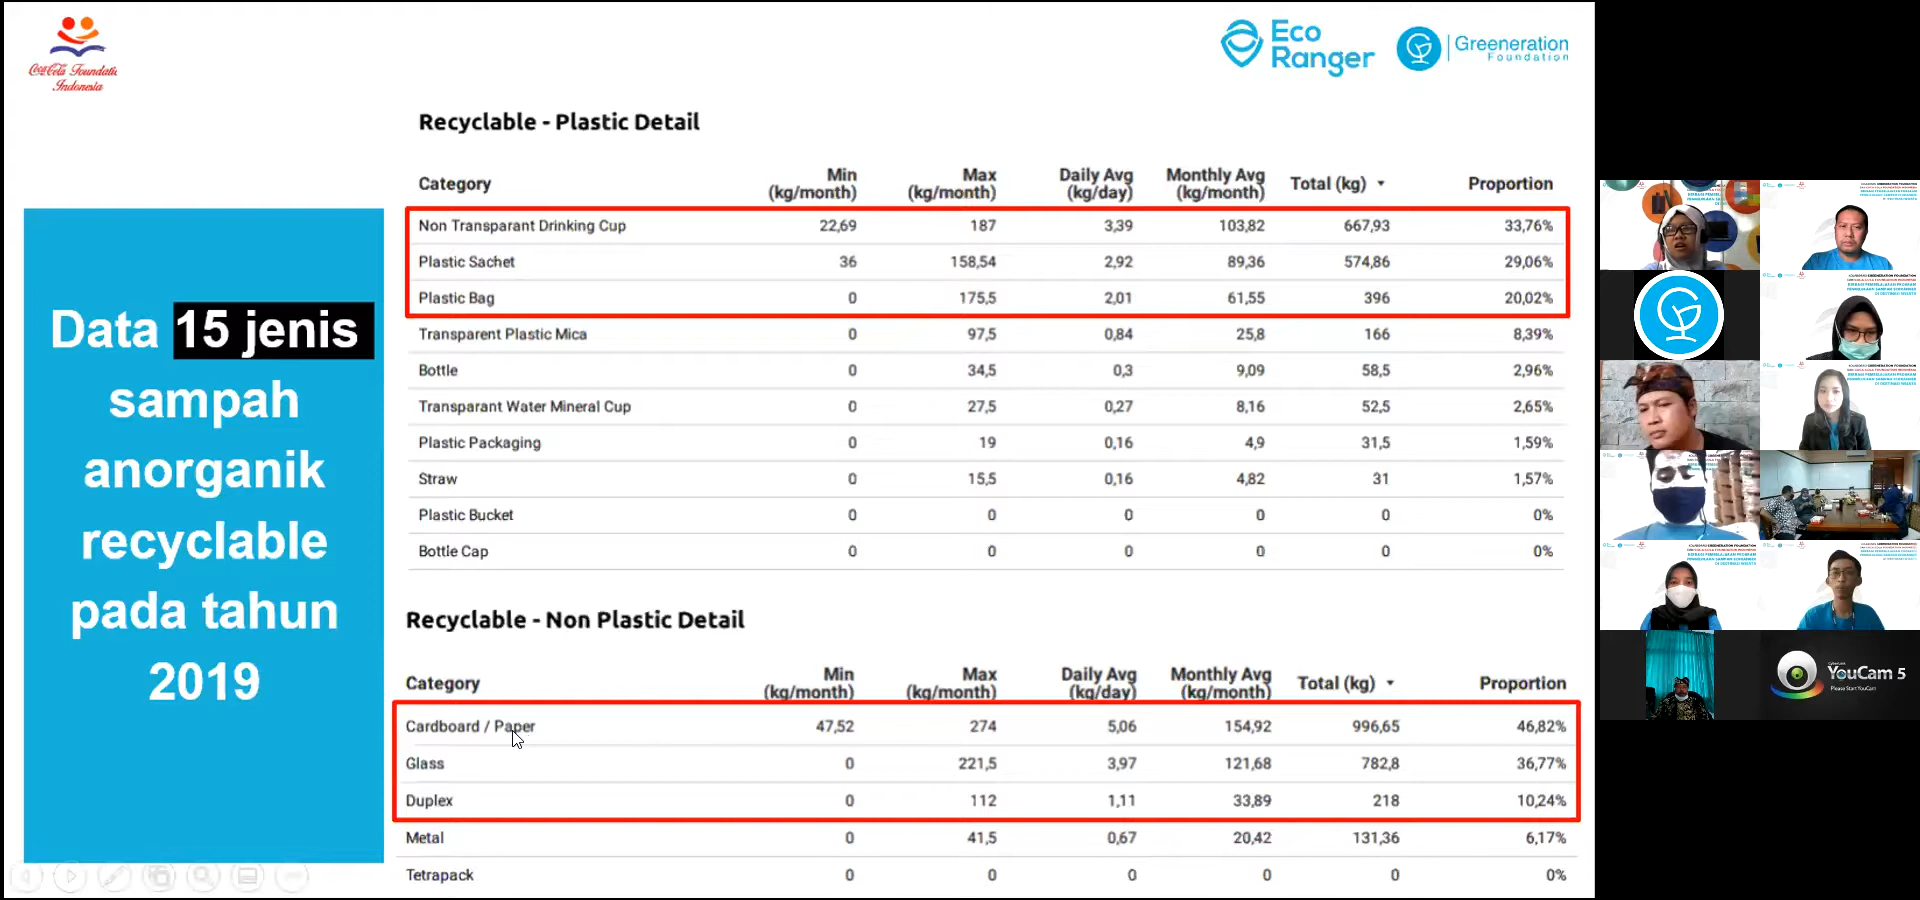 Coca-Cola Foundation
Indonesia
Eco
Ranger
Greeneration
Foundation
Data 15 jenis
sampah
anorganik
recyclable
pada tahun
2019
Recyclable - Plastic Detail
Category Min (kg/month) Max (kg/month) Daily Avg (kg/day) Monthly Avg (kg/month) Total (kg) Proportion
Non Transparant Drinking Cup 22,69 187 3,39 103,82 667,93 33,76%
Plastic Sachet 36 158,54 2,92 89,36 574,86 29,06%
Plastic Bag 0 175,5 2,01 61,55 396 20,02%
Transparent Plastic Mica 0 97,5 0,84 25,8 166 8,39%
Bottle 0 34,5 0,3 9,09 58,5 2,96%
Transparant Water Mineral Cup 0 27,5 0,27 8,16 52,5 2,65%
Plastic Packaging 0 19 0,16 4,9 31,5 1,59%
Straw 0 15,5 0,16 4,82 31 1,57%
Plastic Bucket 0 0 0 0 0 0%
Bottle Cap 0 0 0 0 0 0%
Recyclable - Non Plastic Detail
Category Min (kg/month) Max (kg/month) Daily Avg (kg/day) Monthly Avg (kg/month) Total (kg) Proportion
Cardboard / Paper 47,52 274 5,06 154,92 996,65 46,82%
Glass 0 221,5 3,97 121,68 782,8 36,77%
Duplex 0 112 1,11 33,89 218 10,24%
Metal 0 41,5 0,67 20,42 131,36 6,17%
Tetrapack 0 0 0 0 0 0%
CyberLink
YouCam 5
Please Start YouCam